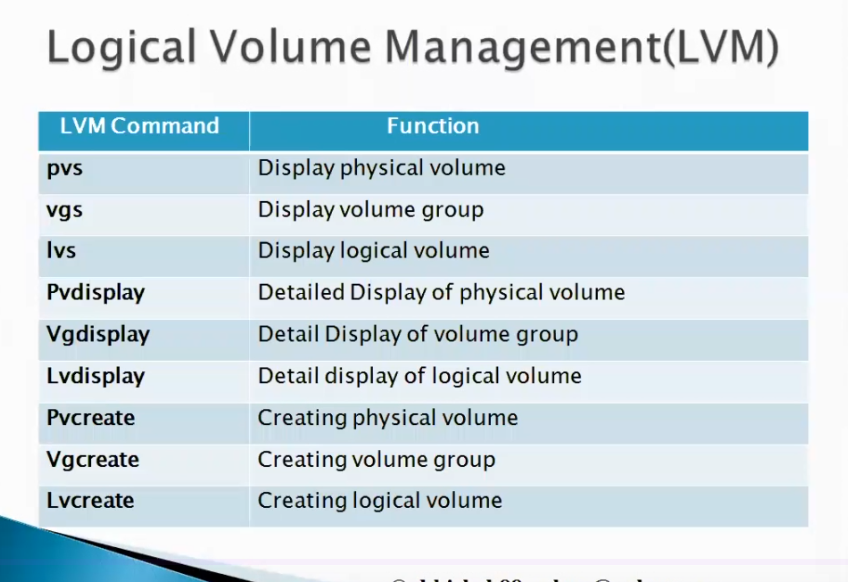 Logical Volume Management(LVM)
LVM Command Function
pvs Display physical volume
vgs Display volume group
lvs Display logical volume
Pvdisplay Detailed Display of physical volume
Vgdisplay Detail Display of volume group
Lvdisplay Detail display of logical volume
Pvcreate Creating physical volume
Vgcreate Creating volume group
Lvcreate Creating logical volume